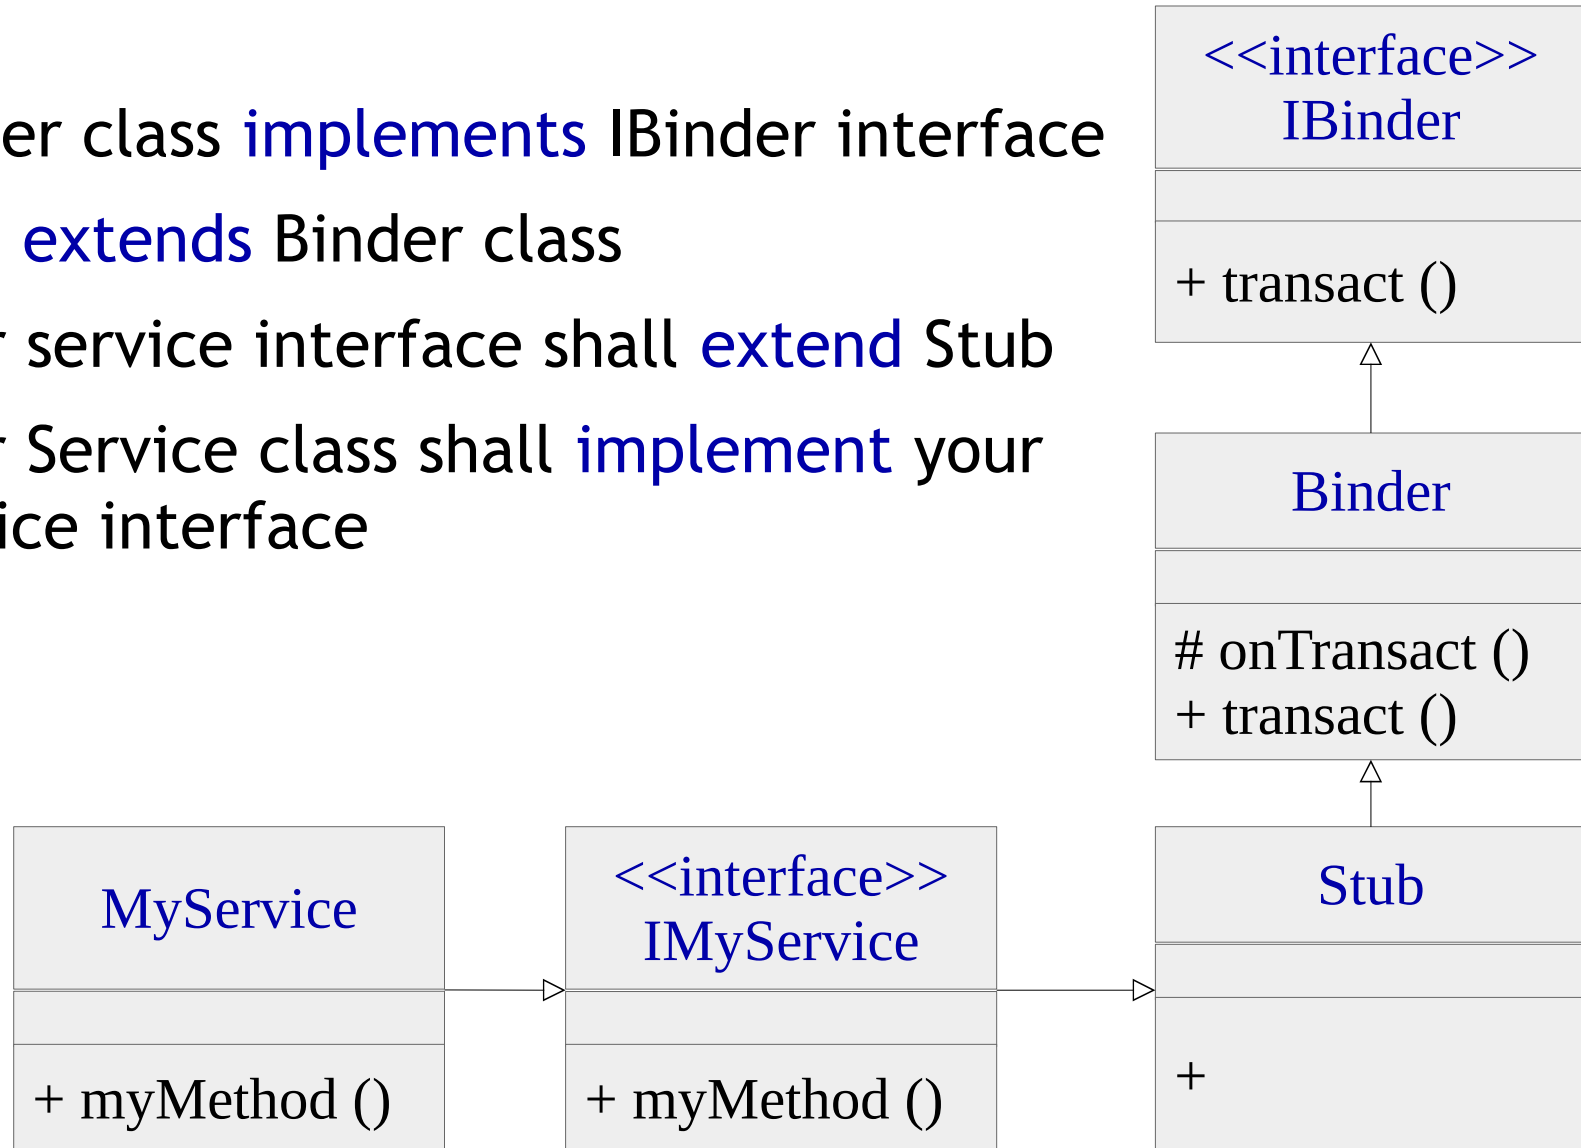 er class implements IBinder interface
extends Binder class
service interface shall extend Stub
Service class shall implement your
ice interface
<<interface>>
IBinder
+ transact ()
Binder
# onTransact ()
+ transact ()
MyService
+ myMethod ()
<<interface>>
IMyService
+ myMethod ()
Stub
+